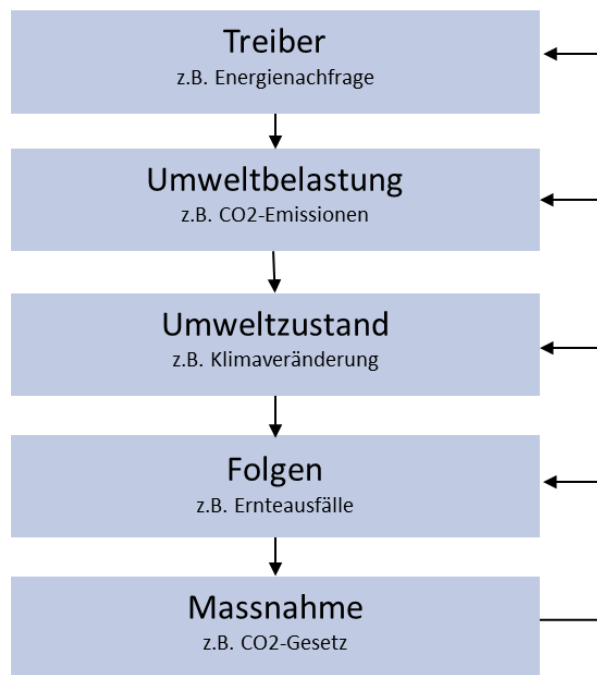 Treiber
z.B. Energienachfrage
Umweltbelastung
z.B. CO2-Emissionen
Umweltzustand
z.B. Klimaveränderung
Folgen
z.B. Ernteausfälle
Massnahme
z.B. CO2-Gesetz